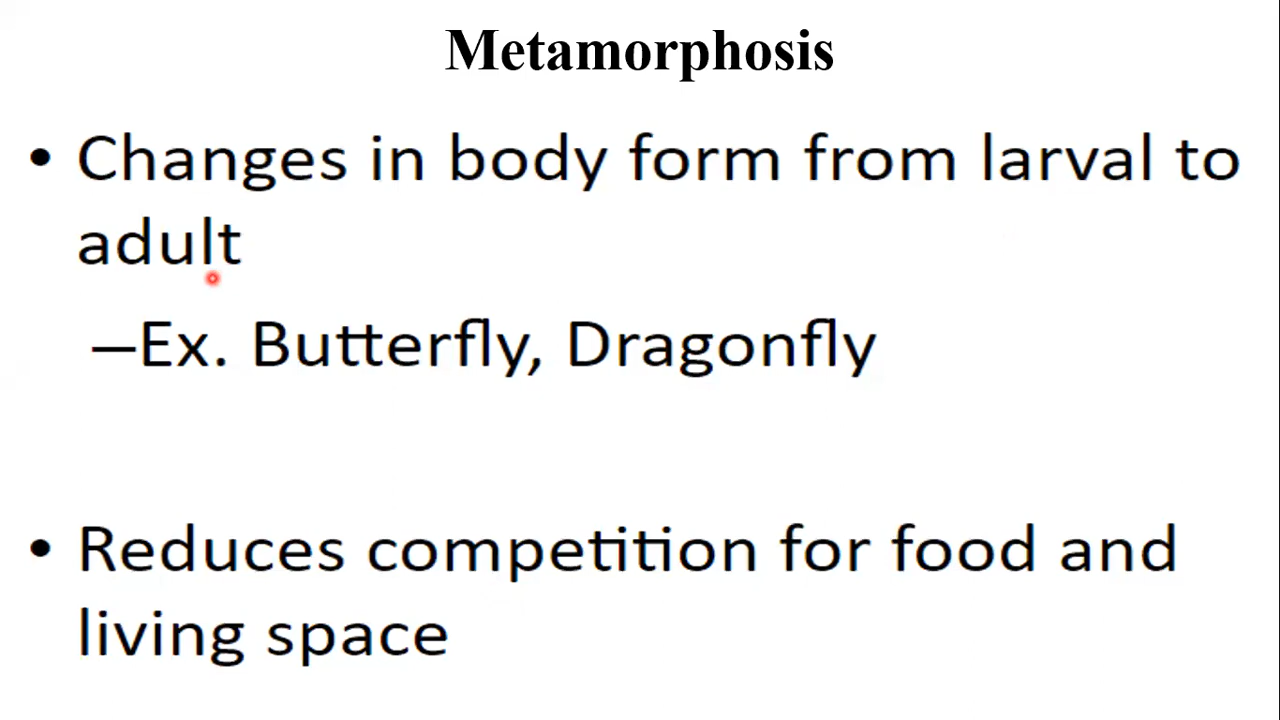 Metamorphosis
• Changes in body form from larval to
adult
–Ex. Butterfly, Dragonfly
• Reduces competition for food and
living space